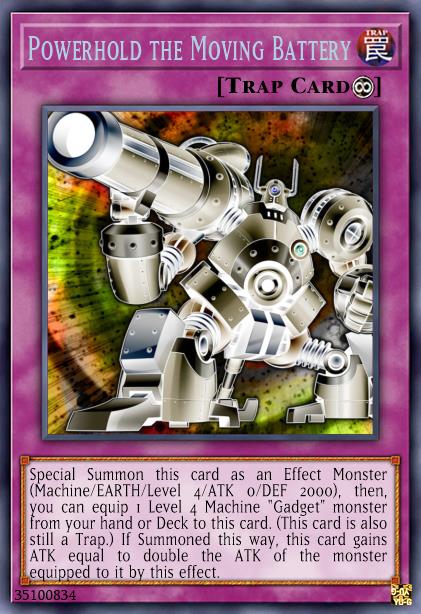 Powerhold the Moving Battery
TRAP
罠
[Trap Card]
Special Summon this card as an Effect Monster
(Machine/EARTH/Level 4/ATK 0/DEF 2000), then,
you can equip 1 Level 4 Machine "Gadget" monster
from your hand or Deck to this card. (This card is also
still a Trap.) If Summoned this way, this card gains
ATK equal to double the ATK of the monster
equipped to it by this effect.
35100834